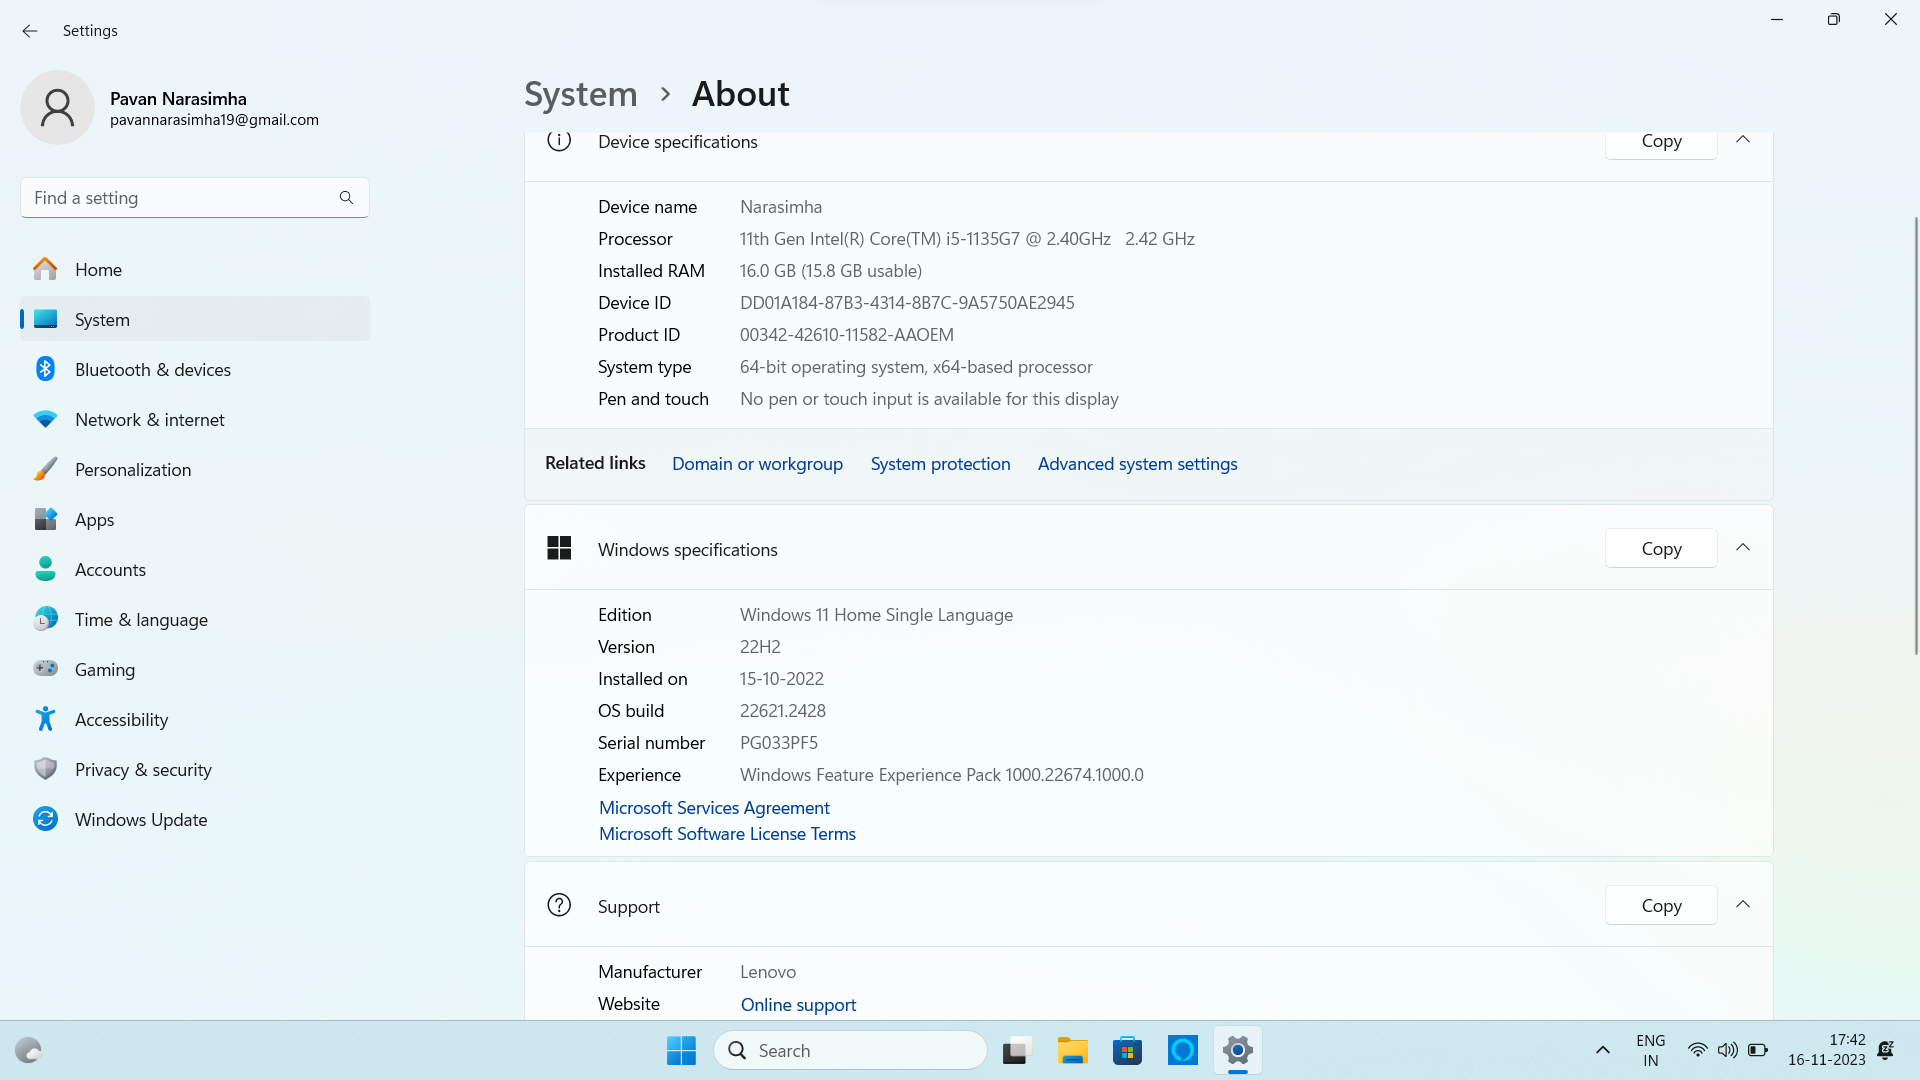 Settings
Pavan Narasimha
pavannarasimha19@gmail.com
Find a setting
Home
System
Bluetooth & devices
Network & internet
Personalization
Apps
Accounts
Time & language
Gaming
Accessibility
Privacy & security
Windows Update
System > About
Device specifications Copy
Device name Narasimha
Processor 11th Gen Intel(R) Core(TM) i5-1135G7 @ 2.40GHz 2.42 GHz
Installed RAM 16.0 GB (15.8 GB usable)
Device ID DD01A184-87B3-4314-8B7C-9A5750AE2945
Product ID 00342-42610-11582-AAOEM
System type 64-bit operating system, x64-based processor
Pen and touch No pen or touch input is available for this display
Related links Domain or workgroup System protection Advanced system settings
Windows specifications Copy
Edition Windows 11 Home Single Language
Version 22H2
Installed on 15-10-2022
OS build 22621.2428
Serial number PG033PF5
Experience Windows Feature Experience Pack 1000.22674.1000.0
Microsoft Services Agreement
Microsoft Software License Terms
Support Copy
Manufacturer Lenovo
Website Online support
Search
ENG
IN
17:42
16-11-2023